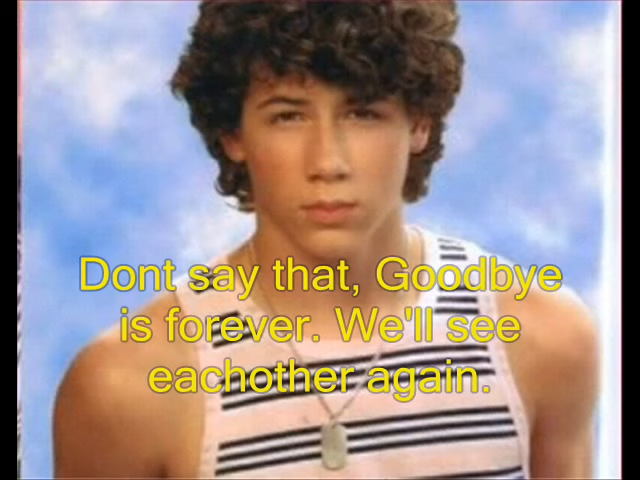 Dont say that, Goodbye
is forever. We'll see
eachother again.